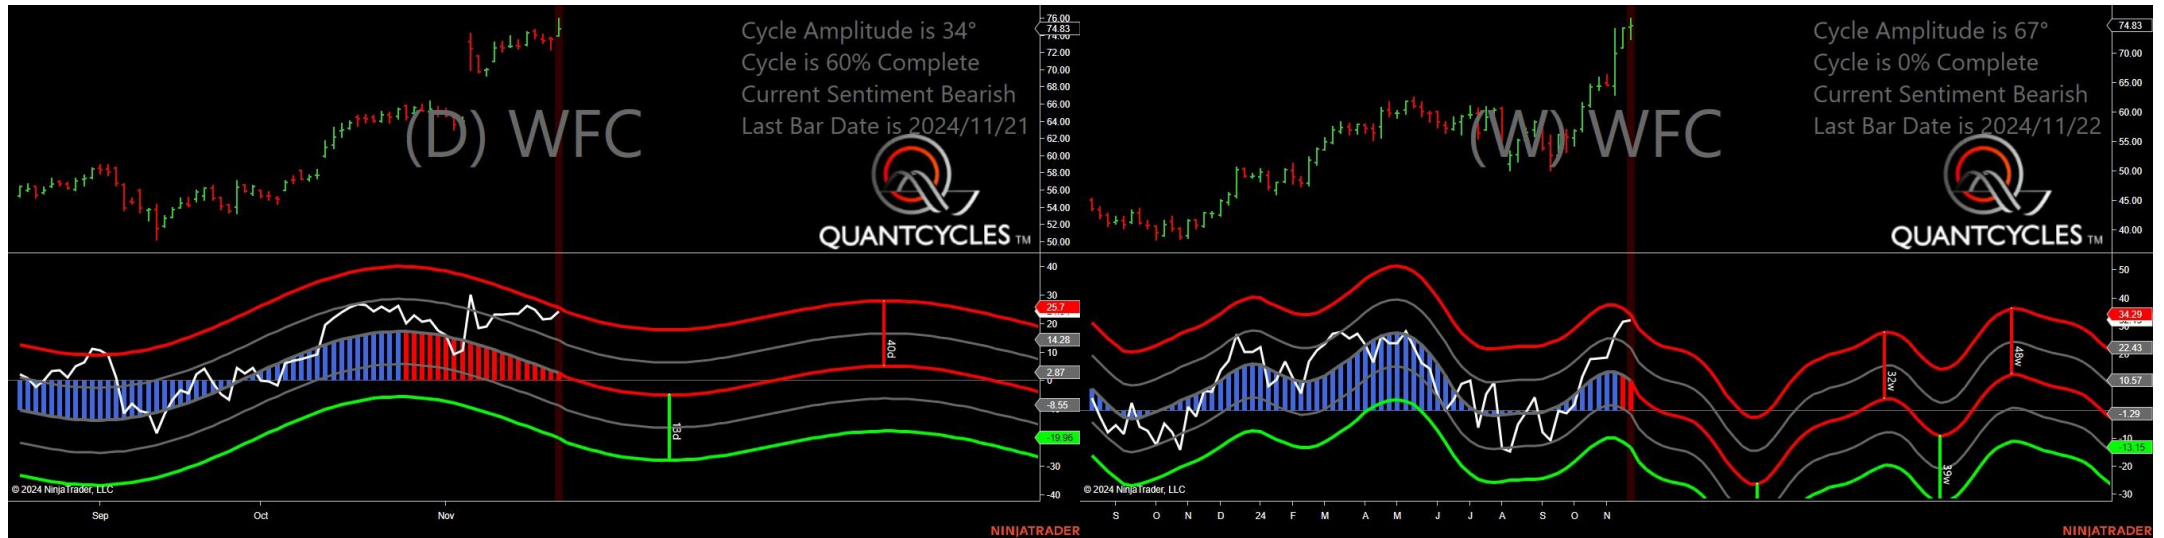 Cycle Amplitude is 34°
Cycle is 60% Complete
Current Sentiment Bearish
Last Bar Date is 2024/11/21
(D) WFC
QUANTCYCLES TM
76.00
74.83
74.00
72.00
70.00
68.00
66.00
64.00
62.00
60.00
58.00
56.00
54.00
52.00
50.00
40
30
25.7
20
14.28
10
2.87
0
-8.55
-19.96
-30
-40
40d
13d
© 2024 NinjaTrader, LLC
Sep Oct Nov
NINJATRADER
Cycle Amplitude is 67°
Cycle is 0% Complete
Current Sentiment Bearish
Last Bar Date is 2024/11/22
(W) WFC
QUANTCYCLES TM
74.83
70.00
65.00
60.00
55.00
50.00
45.00
40.00
50
40
34.29
22.43
20
10.57
-1.29
-10
-13.15
-20
-30
32w
48w
39w
© 2024 NinjaTrader, LLC
S O N D 24 F M A M J J A S O N
NINJATRADER